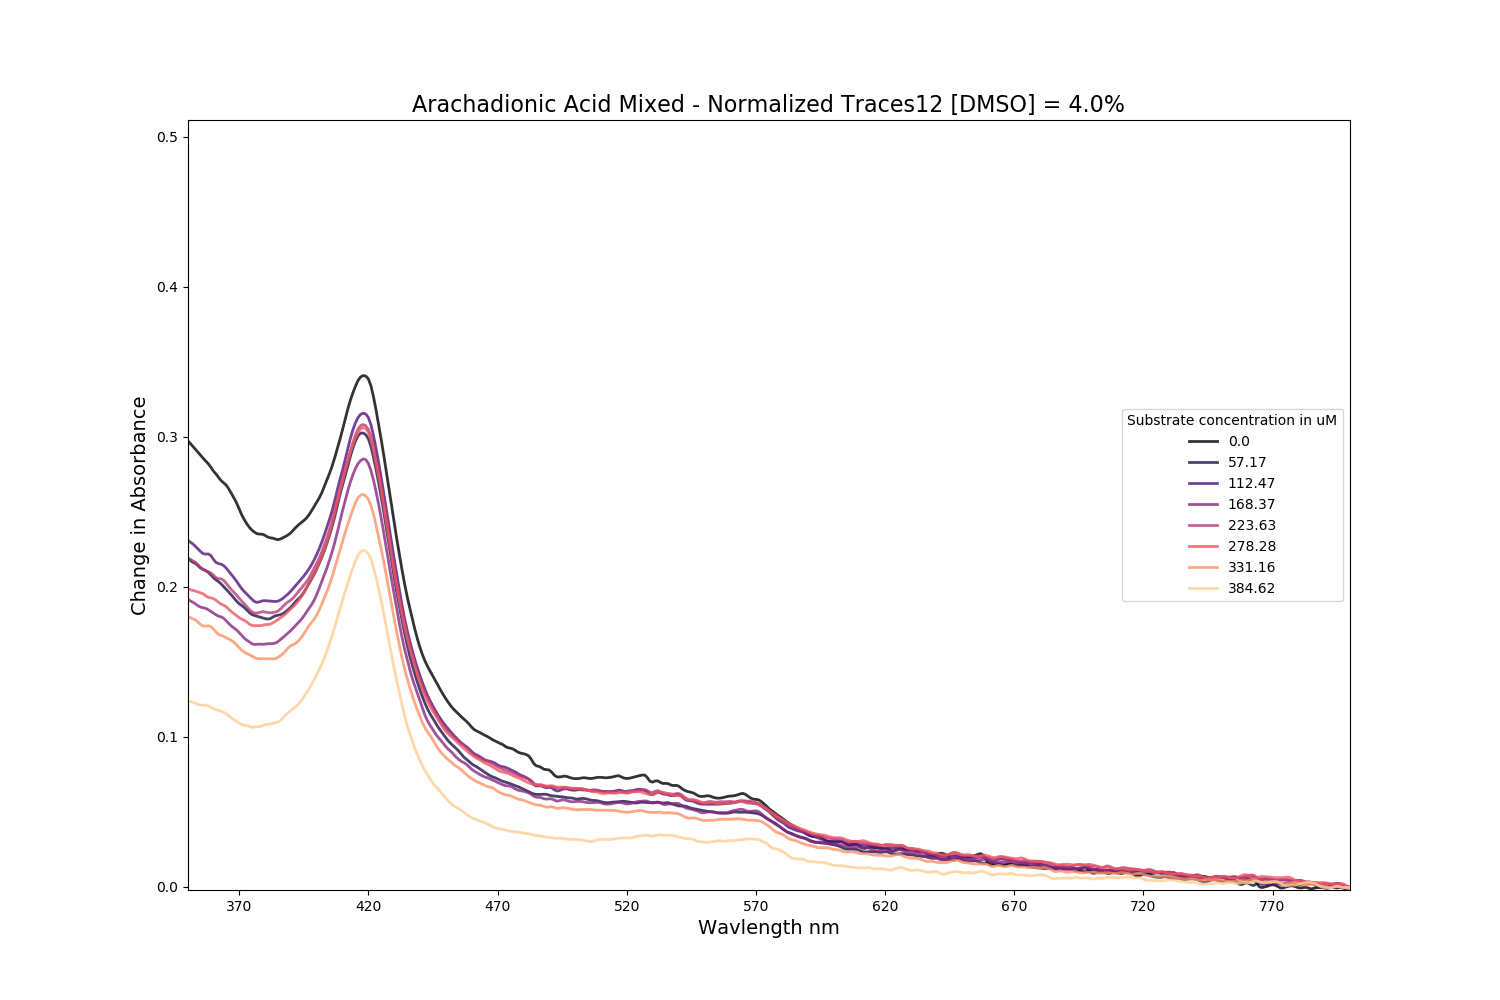 Arachadionic Acid Mixed - Normalized Traces12 [DMSO] = 4.0%
0.5
0.4
0.3
0.2
0.1
0.0
Change in Absorbance
Substrate concentration in uM
0.0
57.17
112.47
168.37
223.63
278.28
331.16
384.62
370 420 470 520 570 620 670 720 770
Wavlength nm